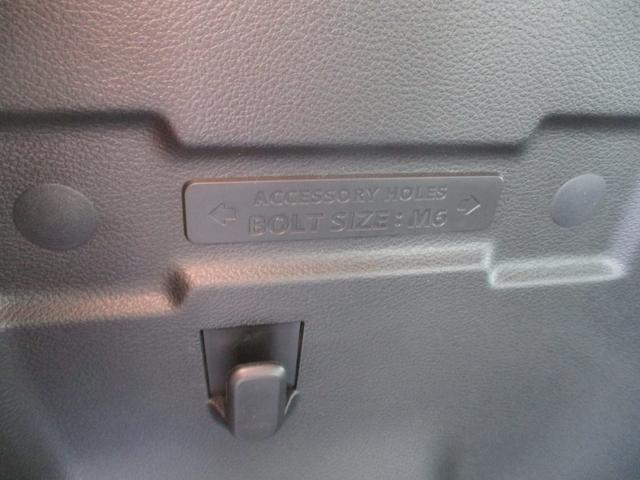 ACCESSORY HOLES
BOLT SIZE : M6